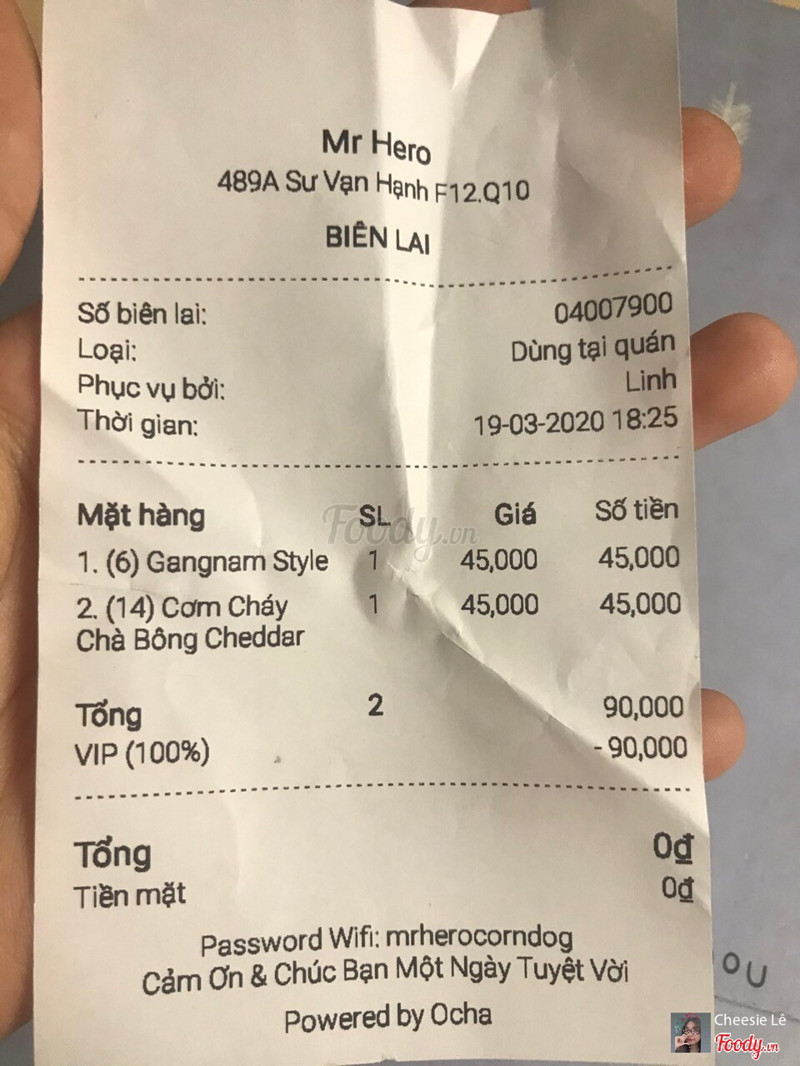 Mr Hero
489A Sư Vạn Hạnh F12.Q10
BIÊN LAI
Số biên lai: 04007900
Loại: Dùng tại quán
Phục vụ bởi: Linh
Thời gian: 19-03-2020 18:25
Mặt hàng SL Giá Số tiền
1. (6) Gangnam Style 1 45,000 45,000
2. (14) Cơm Cháy 1 45,000 45,000
Chà Bông Cheddar
Tổng 2 90,000
VIP (100%) - 90,000
Tổng 0₫
Tiền mặt 0₫
Password Wifi: mrherocorndog
Cảm Ơn & Chúc Bạn Một Ngày Tuyệt Vời
Powered by Ocha
Foody.vn
OU
Cheesie Lê
Foody.vn